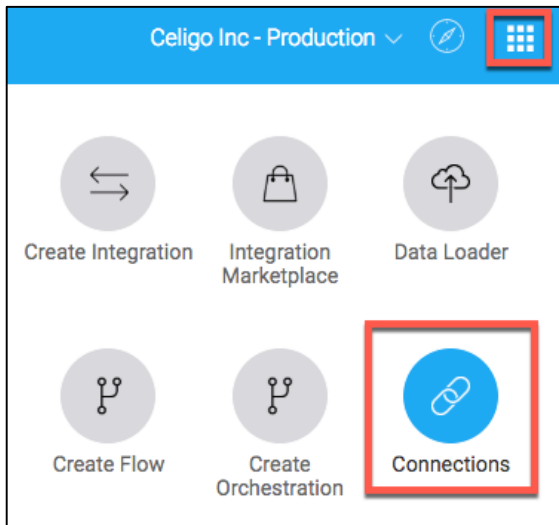 Celigo Inc - Production
Create Integration
Integration
Marketplace
Data Loader
Create Flow
Create
Orchestration
Connections